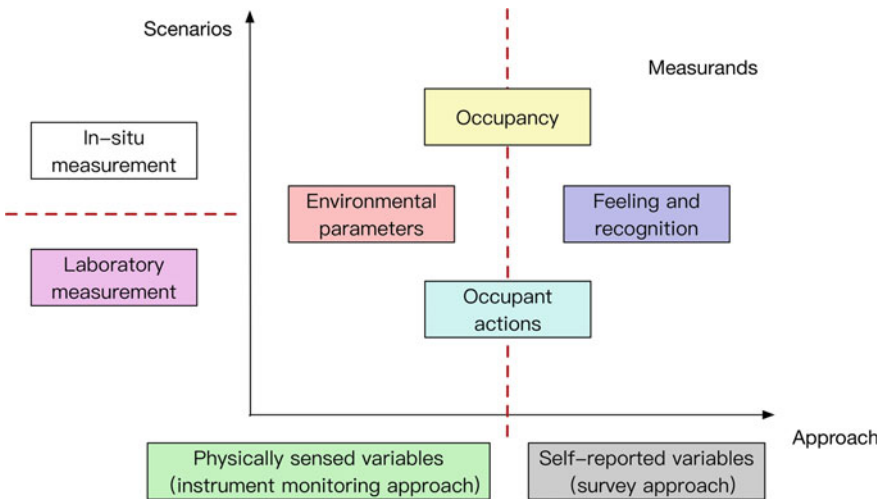 Scenarios
Measurands
Occupancy
In-situ
measurement
Environmental
parameters
Feeling and
recognition
Laboratory
measurement
Occupant
actions
Approach
Physically sensed variables
(instrument monitoring approach)
Self-reported variables
(survey approach)